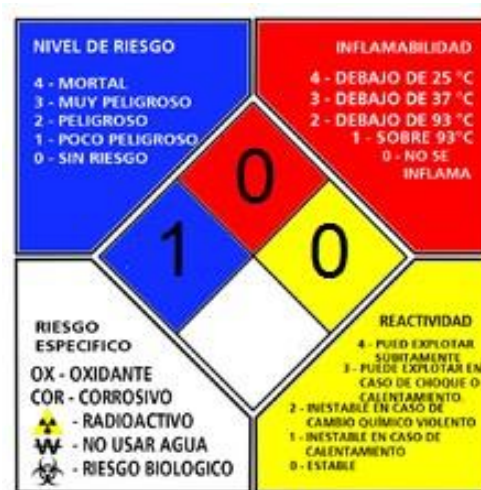 NIVEL DE RIESGO
4 - MORTAL
3 - MUY PELIGROSO
2 - PELIGROSO
1 - POCO PELIGROSO
0 - SIN RIESGO
INFLAMABILIDAD
4 - DEBAJO DE 25 °C
3 - DEBAJO DE 37 °C
2 - DEBAJO DE 93 °C
1 - SOBRE 93°C
0 - NO SE
INFLAMA
0
1
0
RIESGO
ESPECIFICO
OX - OXIDANTE
COR - CORROSIVO
- RADIOACTIVO
W - NO USAR AGUA
- RIESGO BIOLOGICO
REACTIVIDAD
4 - PUED EXPLOTAR
SÚBITAMENTE
3 - PUEDE EXPLOTAR EN
CASO DE CHOQUE O
CALENTAMIENTO.
2 - INESTABLE EN CASO DE
CAMBIO QUÍMICO VIOLENTO
1 - INESTABLE EN CASO DE
CALENTAMIENTO
0 - ESTABLE